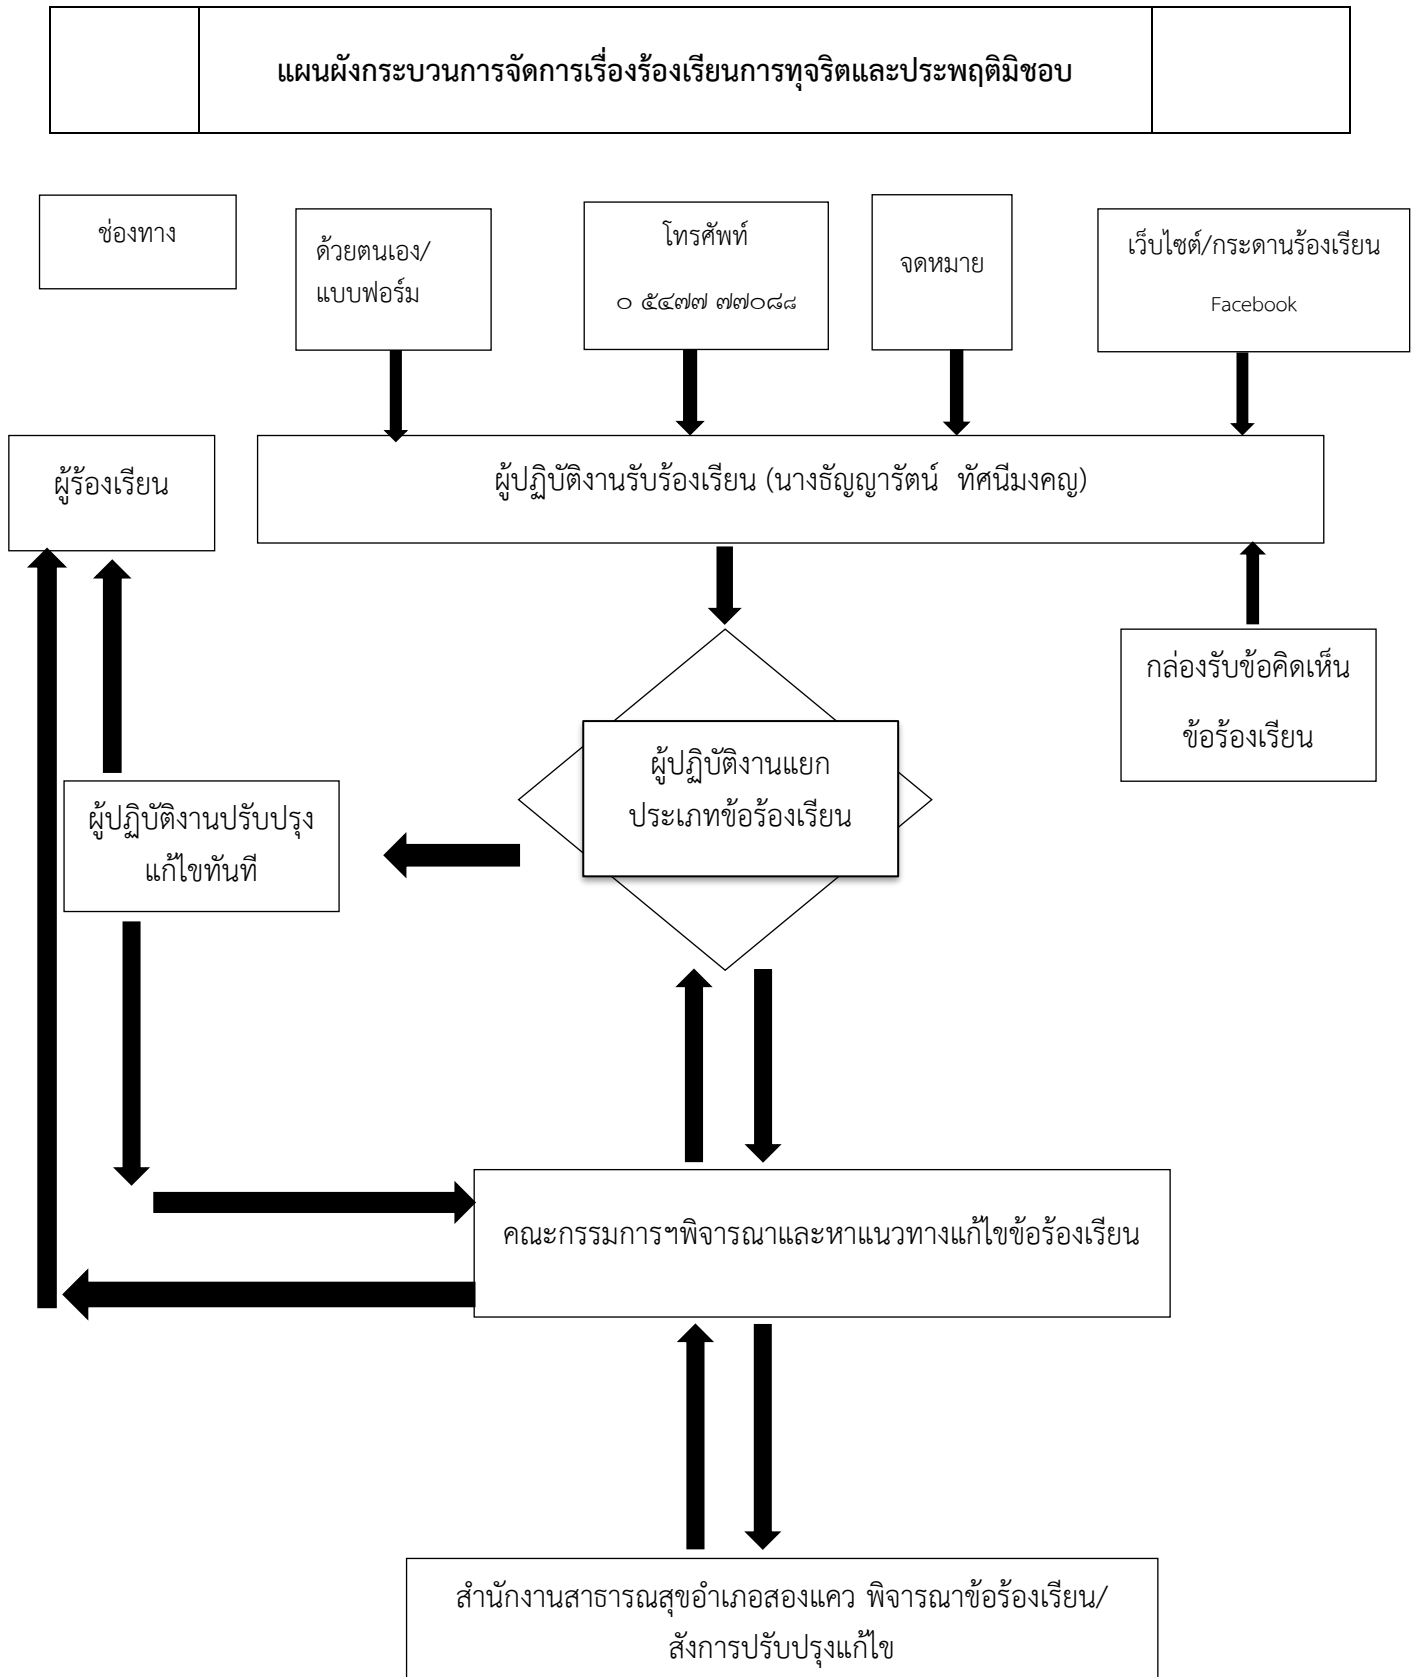 แผนผังกระบวนการจัดการเรื่องร้องเรียนการทุจริตและประพฤติมิชอบ
ช่องทาง
ด้วยตนเอง/
แบบฟอร์ม
โทรศัพท์
๐ ๕๔๗๗ ๗๗๐๘๘
จดหมาย
เว็บไซต์/กระดานร้องเรียน
Facebook
ผู้ร้องเรียน
ผู้ปฏิบัติงานรับร้องเรียน (นางธัญญารัตน์ ทัศนีมงคญ)
กล่องรับข้อคิดเห็น
ข้อร้องเรียน
ผู้ปฏิบัติงานแยก
ประเภทข้อร้องเรียน
ผู้ปฏิบัติงานปรับปรุง
แก้ไขทันที
คณะกรรมการฯพิจารณาและหาแนวทางแก้ไขข้อร้องเรียน
สำนักงานสาธารณสุขอำเภอสองแคว พิจารณาข้อร้องเรียน/
สังการปรับปรุงแก้ไข